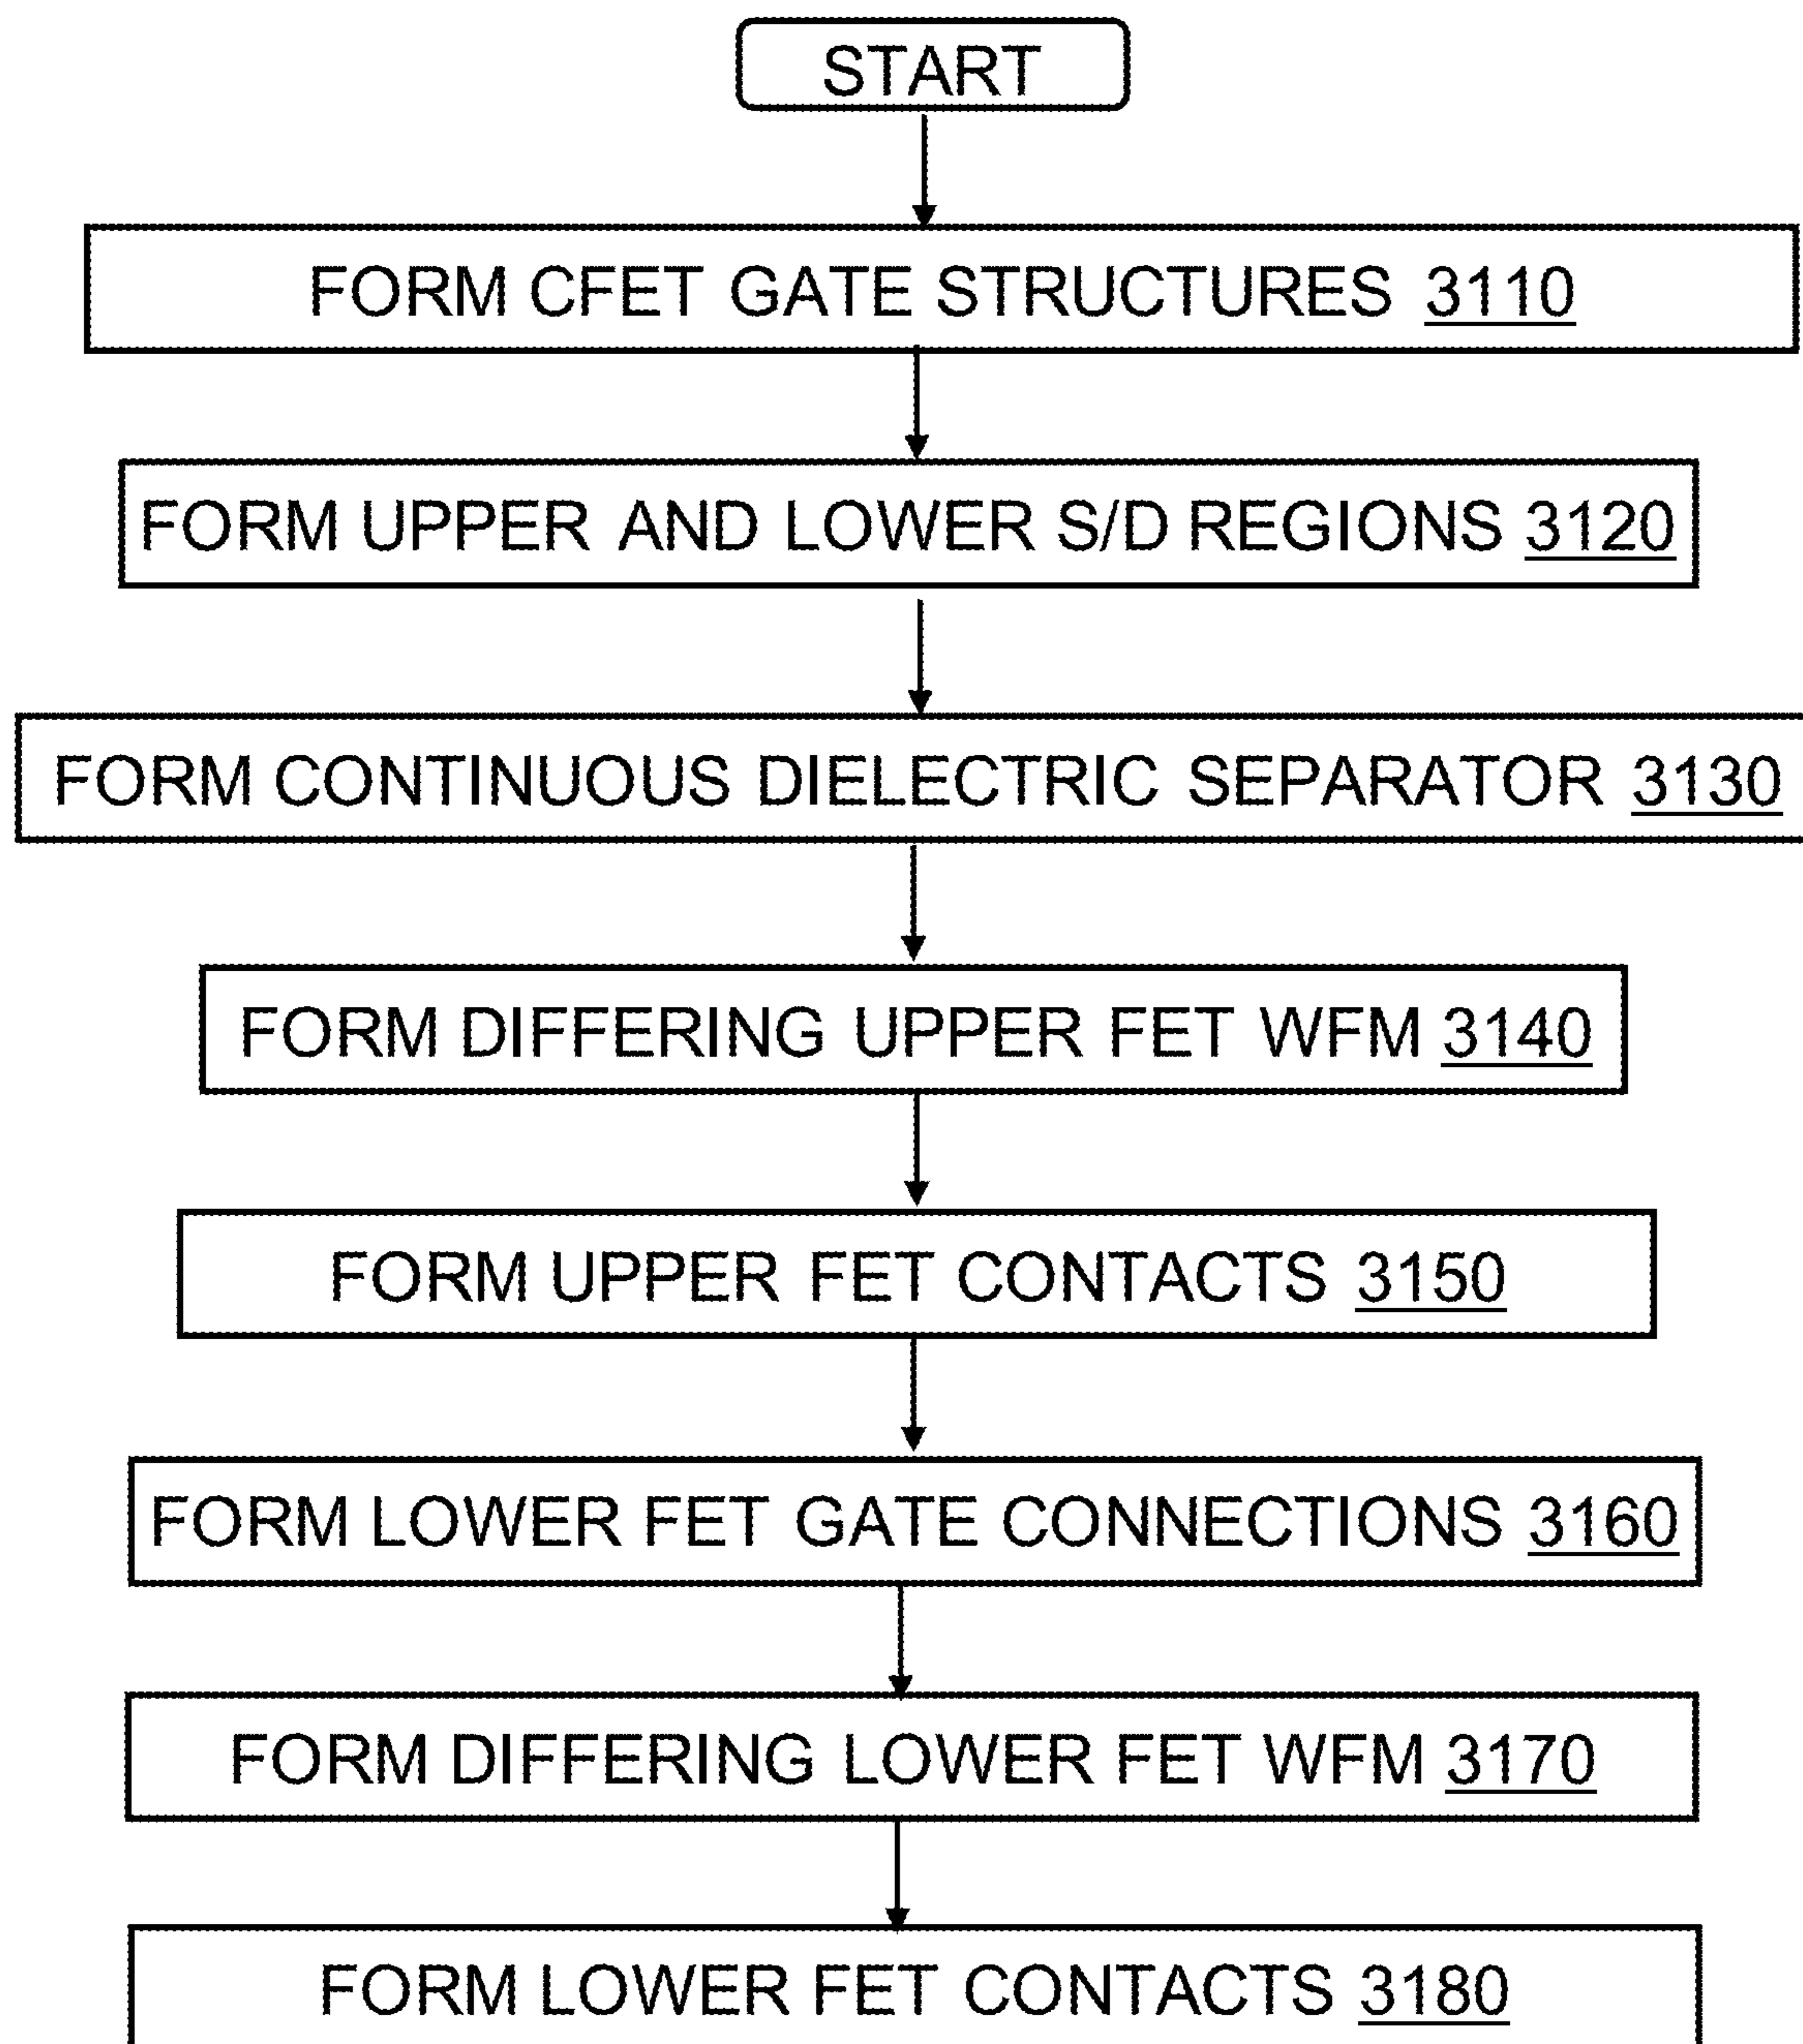 START
FORM CFET GATE STRUCTURES 3110
FORM UPPER AND LOWER S/D REGIONS 3120
FORM CONTINUOUS DIELECTRIC SEPARATOR 3130
FORM DIFFERING UPPER FET WFM 3140
FORM UPPER FET CONTACTS 3150
FORM LOWER FET GATE CONNECTIONS 3160
FORM DIFFERING LOWER FET WFM 3170
FORM LOWER FET CONTACTS 3180